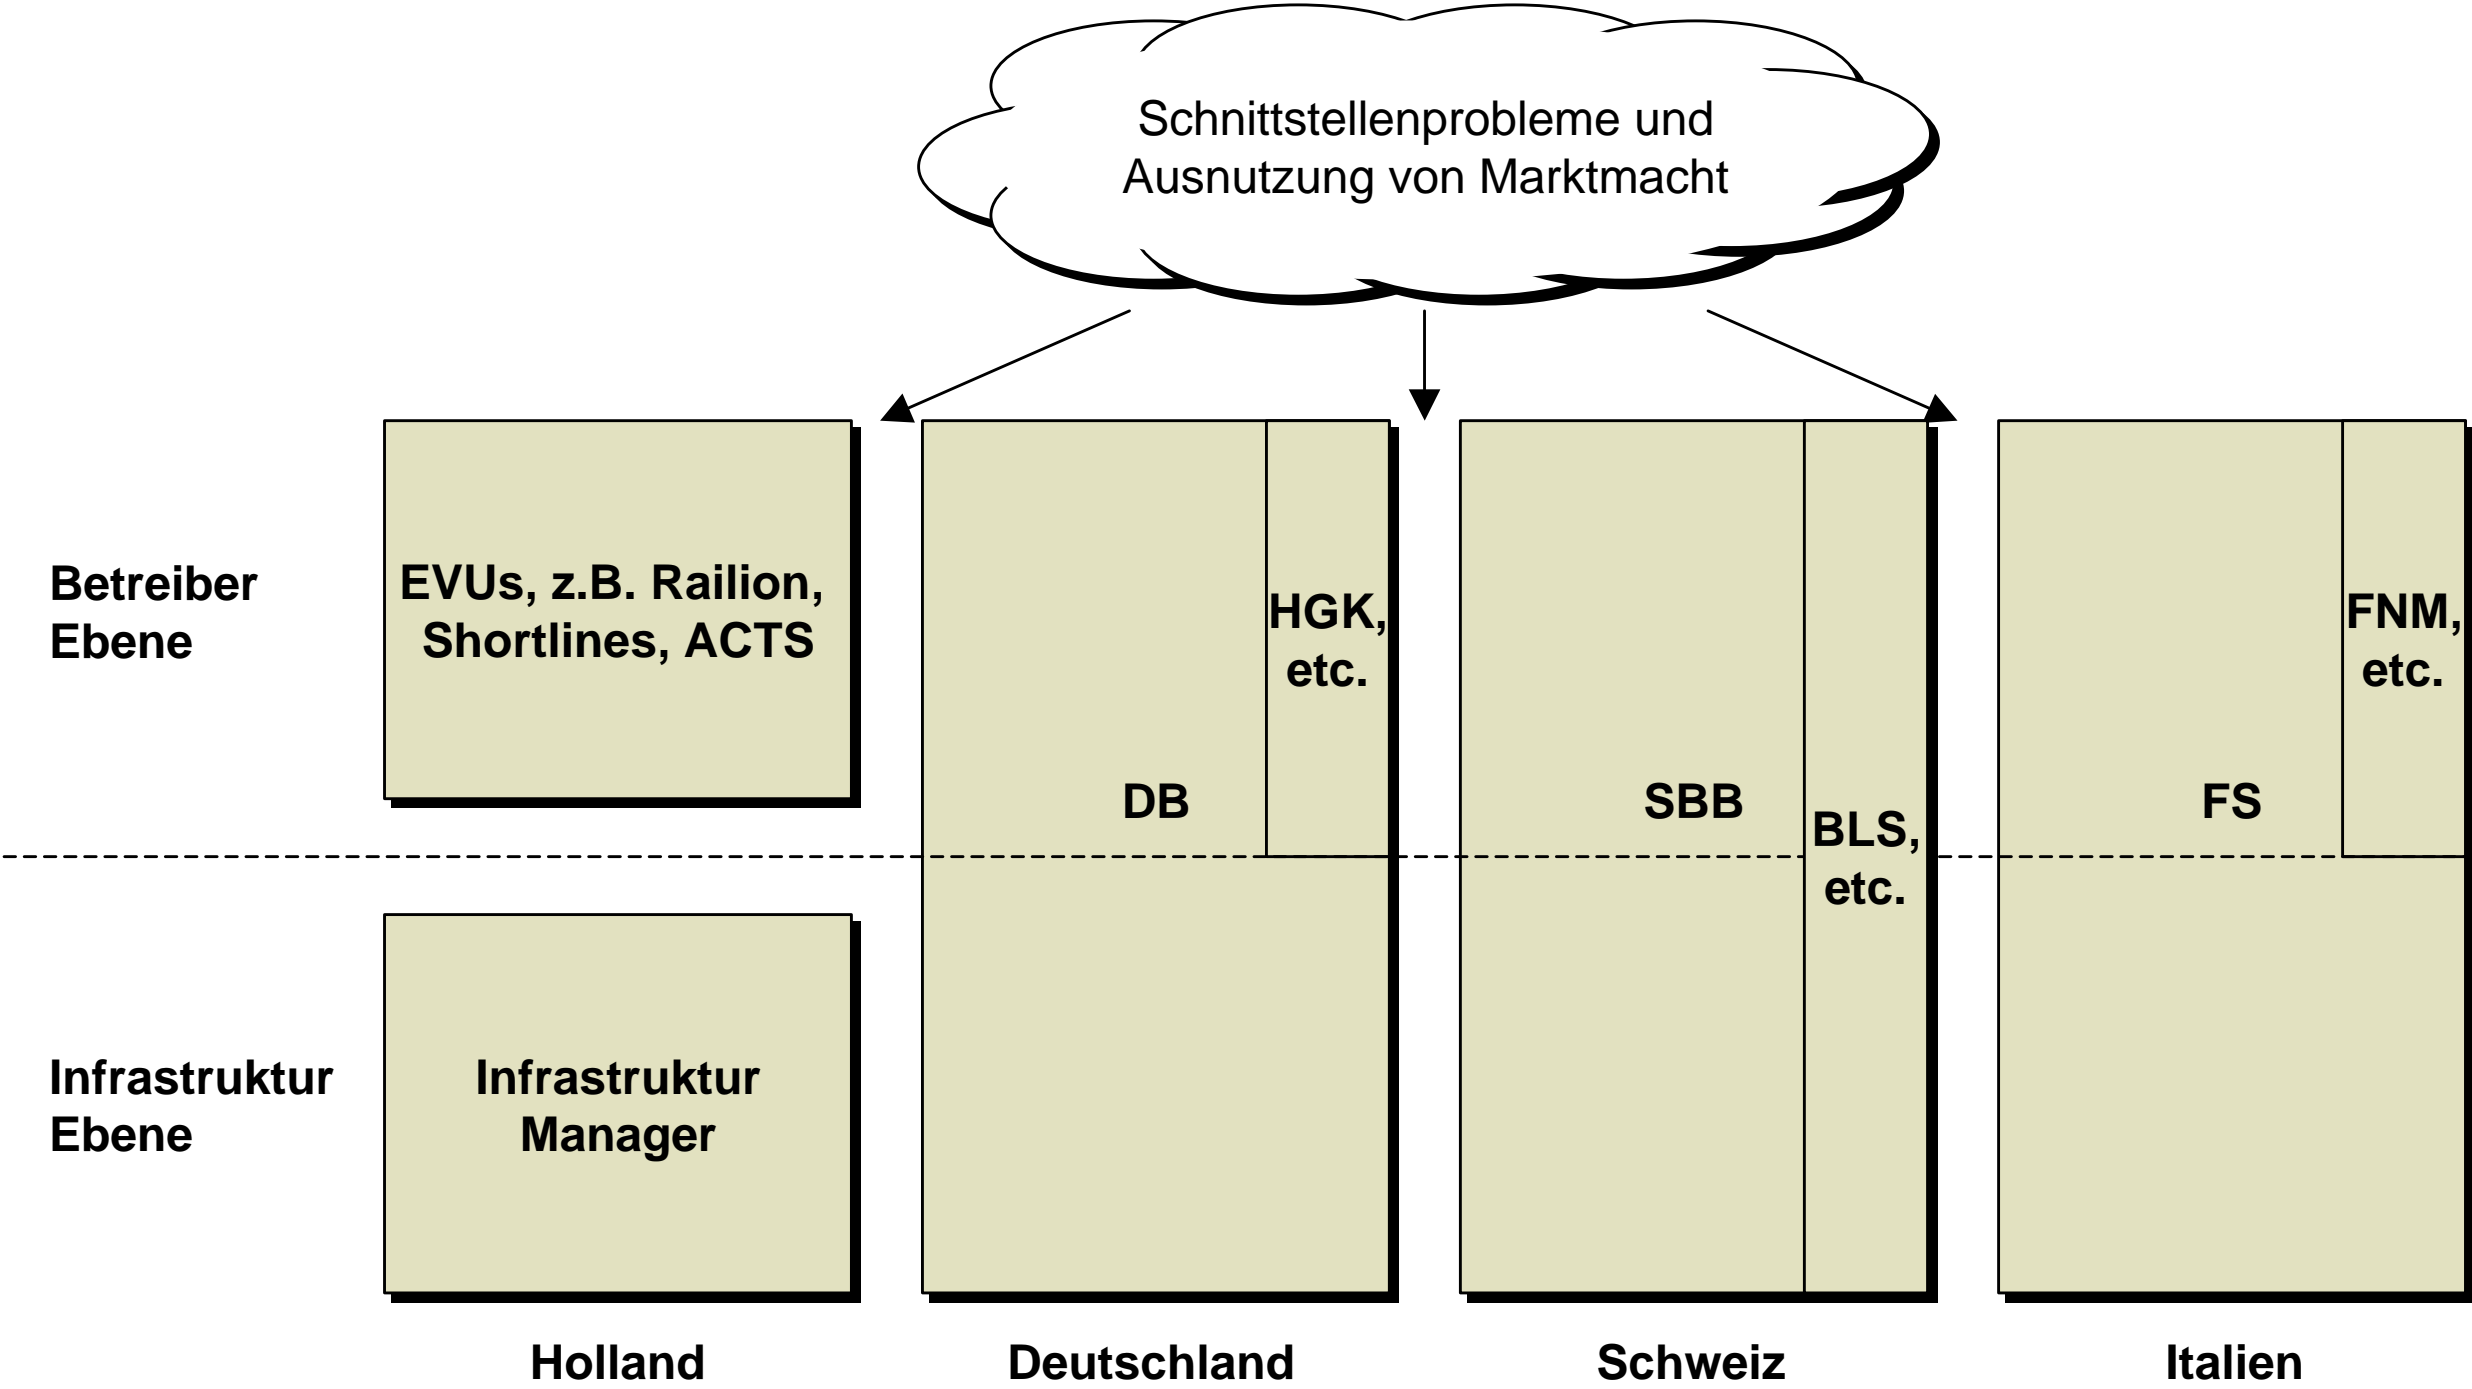 Schnittstellenprobleme und
Ausnutzung von Marktmacht
Betreiber
Ebene
EVUs, z.B. Railion,
Shortlines, ACTS
DB
HGK,
etc.
SBB
BLS,
etc.
FS
FNM,
etc.
Infrastruktur
Ebene
Infrastruktur
Manager
Holland
Deutschland
Schweiz
Italien